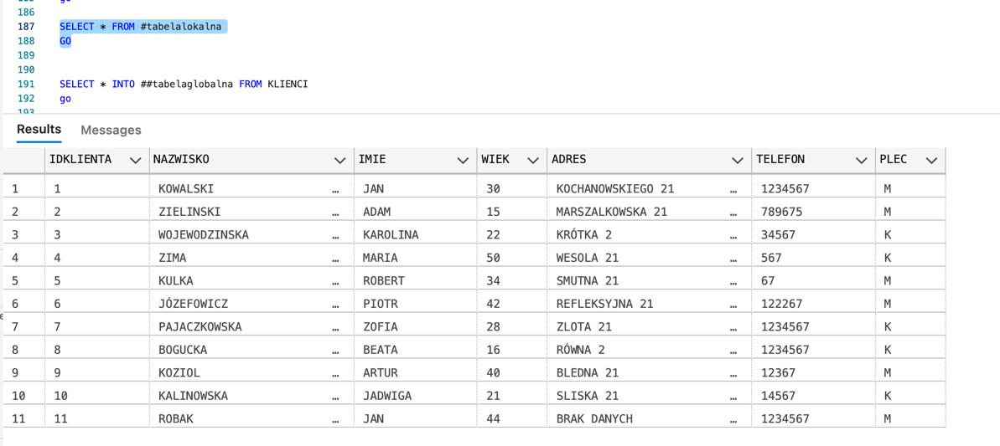 go
186
187 SELECT * FROM #tabelalokalna
188 GO
189
190
191 SELECT * INTO ##tabelaglobalna FROM KLIENCI
192 go
193
Results Messages
IDKLIENTA NAZWISKO IMIE WIEK ADRES TELEFON PLEC
1 1 KOWALSKI … JAN 30 KOCHANOWSKIEGO 21 … 1234567 M
2 2 ZIELINSKI … ADAM 15 MARSZALKOWSKA 21 … 789675 M
3 3 WOJEWODZINSKA … KAROLINA 22 KRÓTKA 2 … 34567 K
4 4 ZIMA … MARIA 50 WESOLA 21 … 567 K
5 5 KULKA … ROBERT 34 SMUTNA 21 … 67 M
6 6 JÓZEFOWICZ … PIOTR 42 REFLEKSYJNA 21 … 122267 M
7 7 PAJACZKOWSKA … ZOFIA 28 ZLOTA 21 … 1234567 K
8 8 BOGUCKA … BEATA 16 RÓWNA 2 … 1234567 K
9 9 KOZIOL … ARTUR 40 BLEDNA 21 … 12367 M
10 10 KALINOWSKA … JADWIGA 21 SLISKA 21 … 14567 K
11 11 ROBAK … JAN 44 BRAK DANYCH … 1234567 M